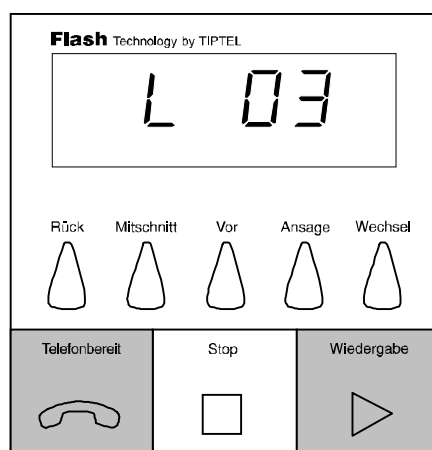 Flash Technology by TIPTEL
L 03
Rück Mitschnitt Vor Ansage Wechsel
Telefonbereit Stop Wiedergabe